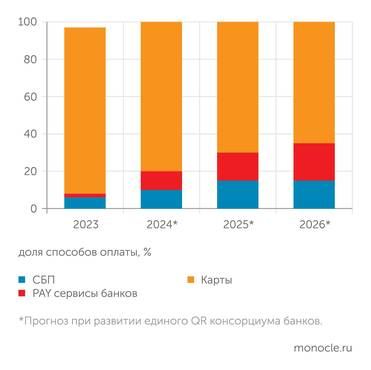 100
80
60
40
20
0
2023 2024* 2025* 2026*
доля способов оплаты, %
СБП Карты
PAY сервисы банков
*Прогноз при развитии единого QR консорциума банков.
monocle.ru